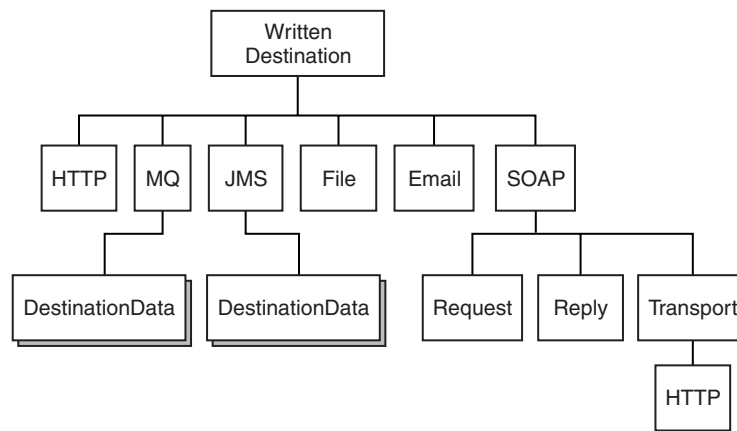 Written
Destination
HTTP
MQ
JMS
File
Email
SOAP
DestinationData
DestinationData
Request
Reply
Transport
HTTP